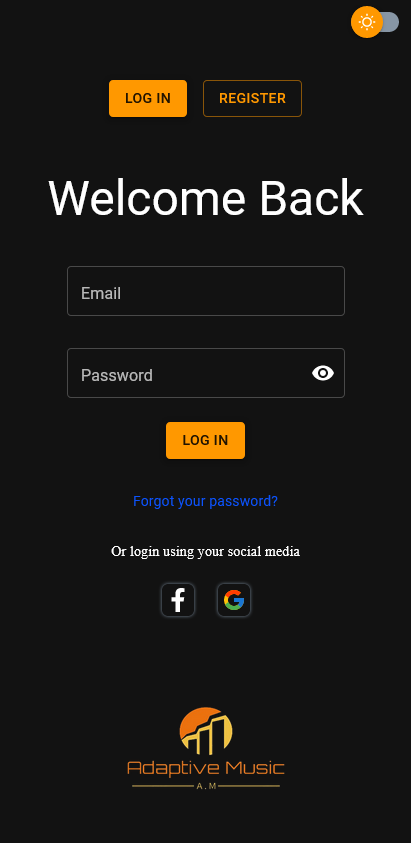 LOG IN
REGISTER
Welcome Back
Email
Password
LOG IN
Forgot your password?
Or login using your social media
Adaptive Music
A.M